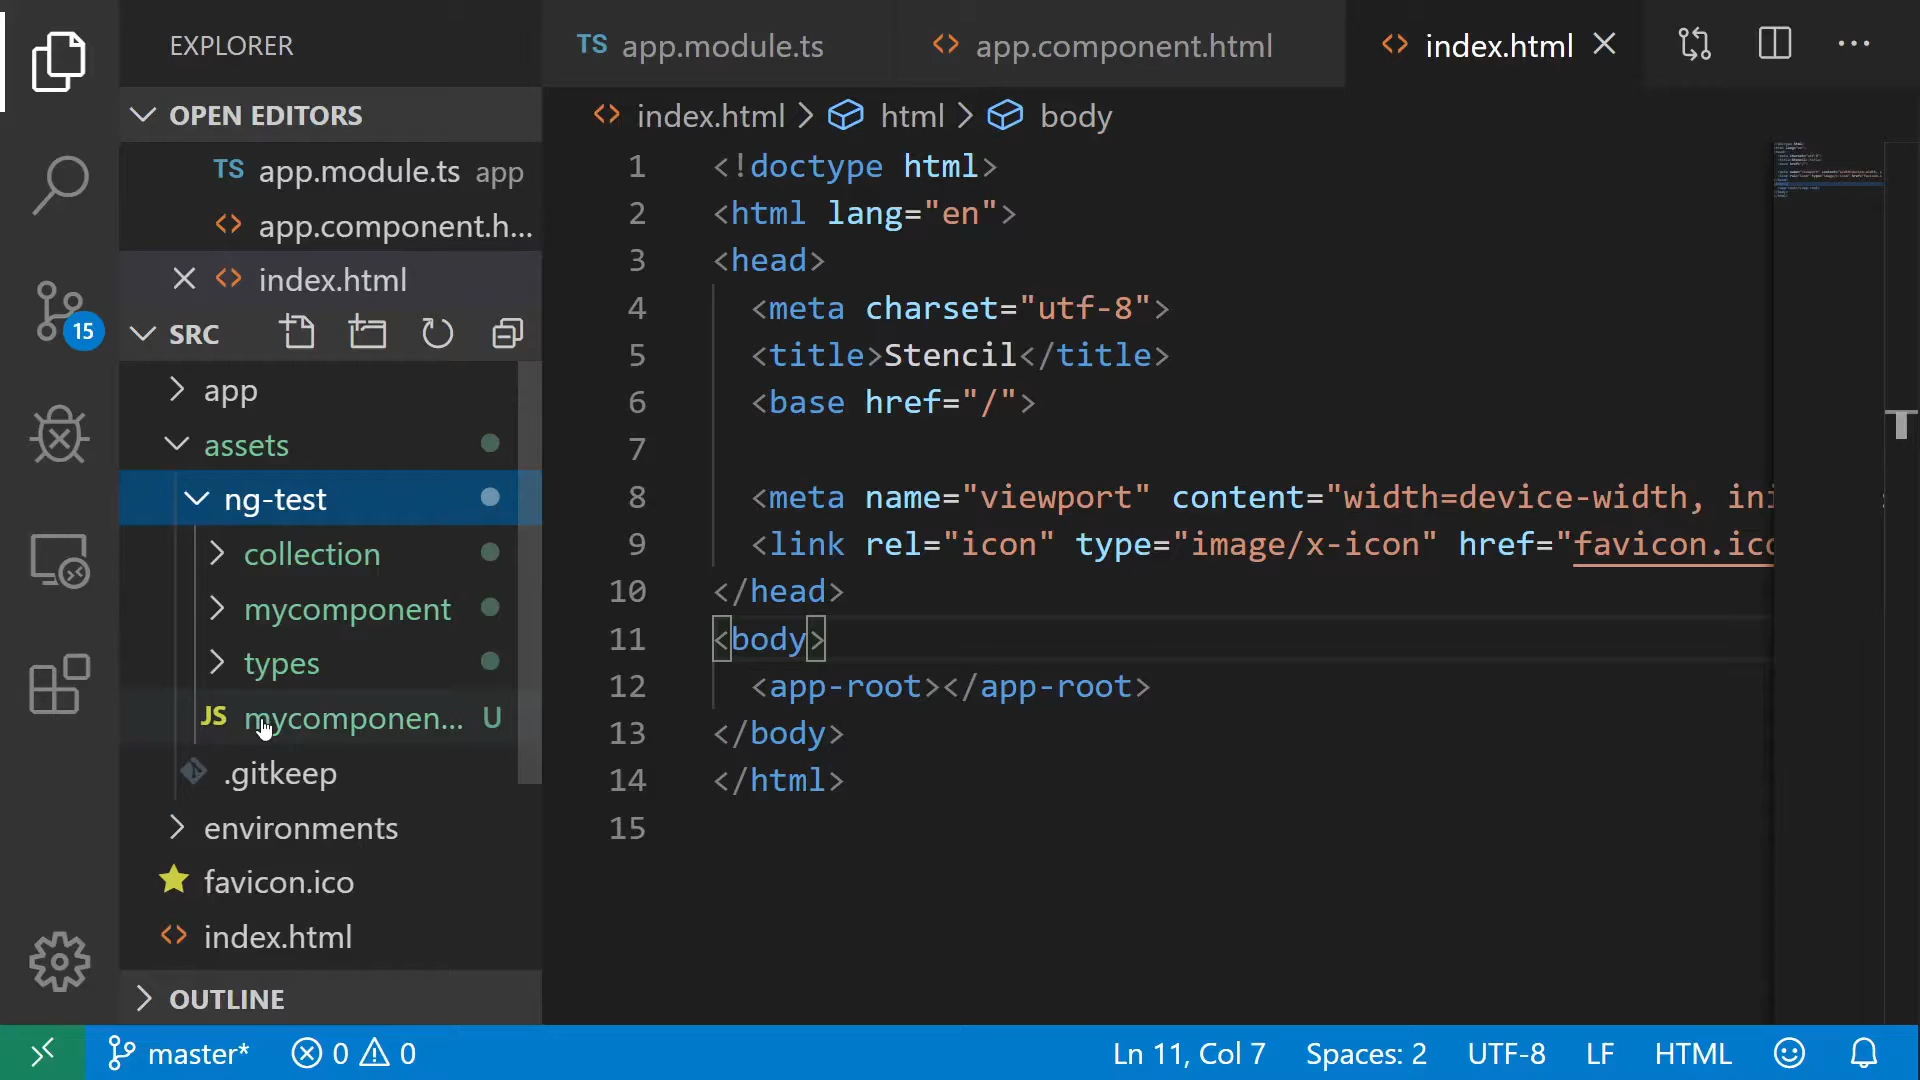 EXPLORER
OPEN EDITORS
TS app.module.ts app
app.component.h...
index.html
SRC
app
assets
ng-test
collection
mycomponent
types
JS mycomponen... U
.gitkeep
environments
favicon.ico
index.html
OUTLINE
15
TS app.module.ts
app.component.html
index.html
index.html > html > body
1 <!doctype html>
2 <html lang="en">
3 <head>
4 <meta charset="utf-8">
5 <title>Stencil</title>
6 <base href="/">
7
8 <meta name="viewport" content="width=device-width, ini
9 <link rel="icon" type="image/x-icon" href="favicon.ico
10 </head>
11 <body>
12 <app-root></app-root>
13 </body>
14 </html>
15
master* 0 0
Ln 11, Col 7 Spaces: 2 UTF-8 LF HTML